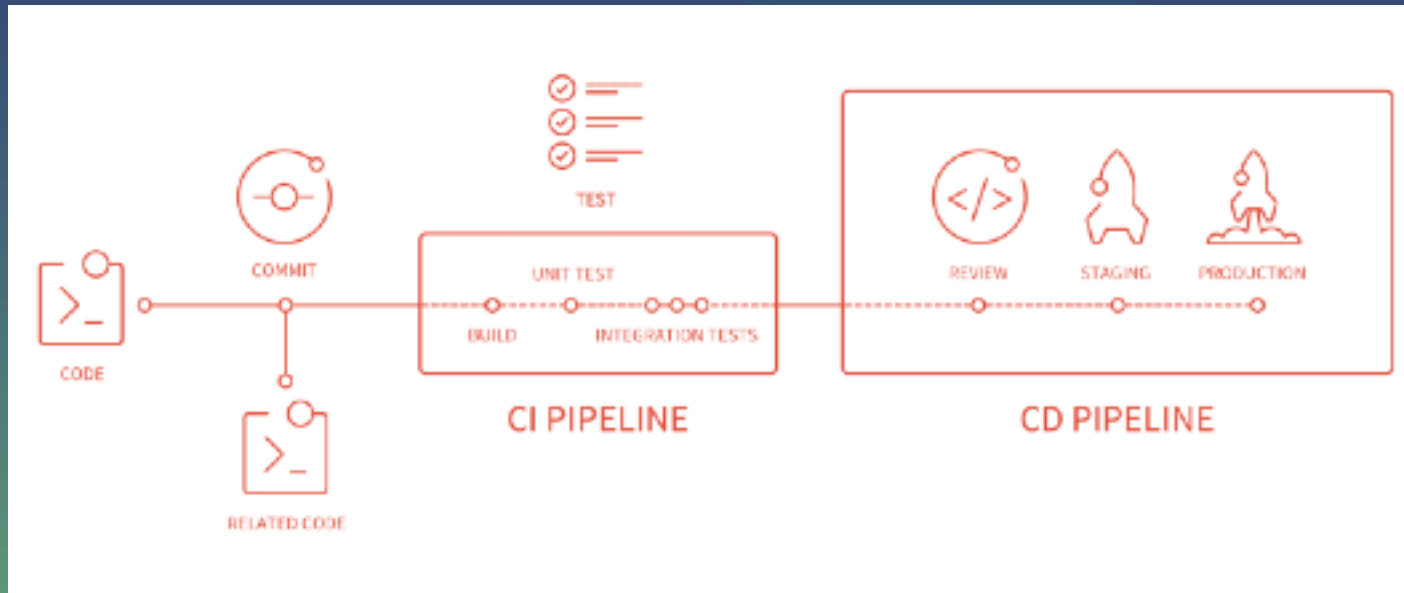 TEST
COMMIT
UNIT TEST
REVIEW
STAGING
PRODUCTION
BUILD
INTEGRATION TESTS
CODE
CI PIPELINE
CD PIPELINE
RELATED CODE